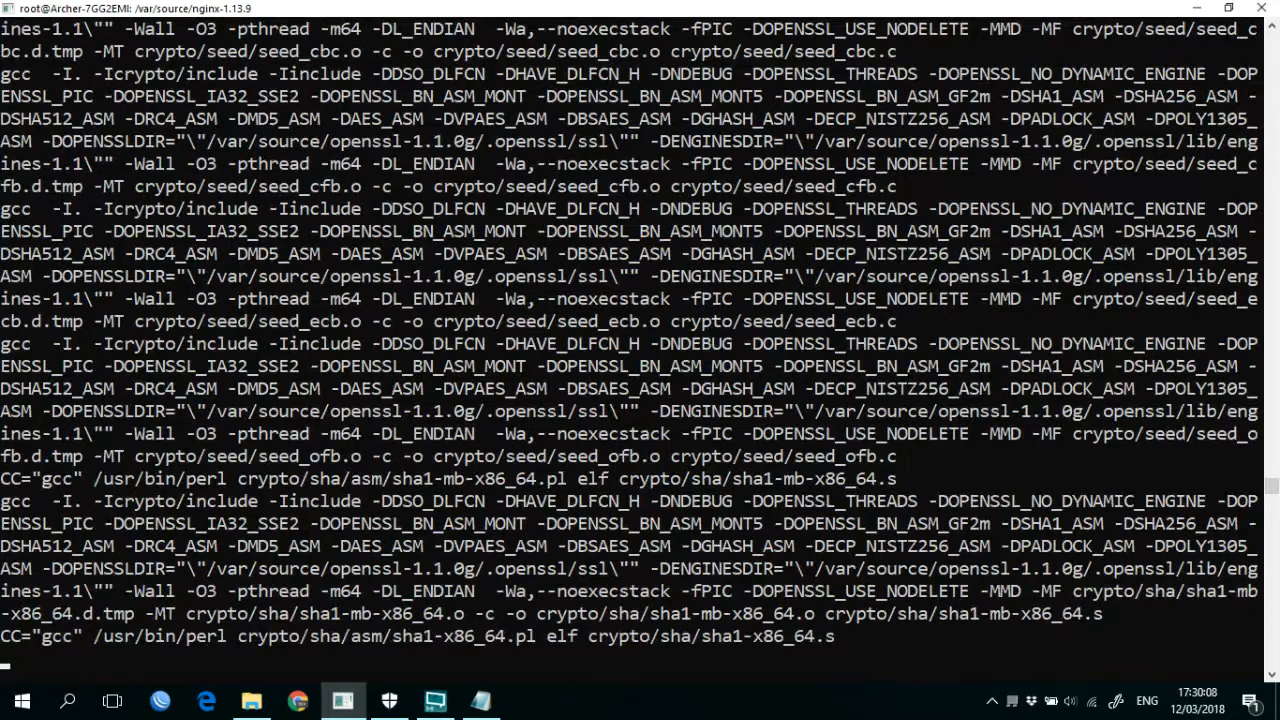 root@Archer-7GG2EMI: /var/source/nginx-1.13.9
ines-1.1\"" -Wall -O3 -pthread -m64 -DL_ENDIAN  -Wa,--noexecstack -fPIC -DOPENSSL_USE_NODELETE -MMD -MF crypto/seed/seed_c
bc.d.tmp -MT crypto/seed/seed_cbc.o -c -o crypto/seed/seed_cbc.o crypto/seed/seed_cbc.c
gcc  -I. -Icrypto/include -Iinclude -DDSO_DLFCN -DHAVE_DLFCN_H -DNDEBUG -DOPENSSL_THREADS -DOPENSSL_NO_DYNAMIC_ENGINE -DOP
ENSSL_PIC -DOPENSSL_IA32_SSE2 -DOPENSSL_BN_ASM_MONT -DOPENSSL_BN_ASM_MONT5 -DOPENSSL_BN_ASM_GF2m -DSHA1_ASM -DSHA256_ASM -
DSHA512_ASM -DRC4_ASM -DMD5_ASM -DAES_ASM -DVPAES_ASM -DBSAES_ASM -DGHASH_ASM -DECP_NISTZ256_ASM -DPADLOCK_ASM -DPOLY1305_
ASM -DOPENSSLDIR="\"/var/source/openssl-1.1.0g/.openssl/ssl\"" -DENGINESDIR="\"/var/source/openssl-1.1.0g/.openssl/lib/eng
ines-1.1\"" -Wall -O3 -pthread -m64 -DL_ENDIAN  -Wa,--noexecstack -fPIC -DOPENSSL_USE_NODELETE -MMD -MF crypto/seed/seed_c
fb.d.tmp -MT crypto/seed/seed_cfb.o -c -o crypto/seed/seed_cfb.o crypto/seed/seed_cfb.c
gcc  -I. -Icrypto/include -Iinclude -DDSO_DLFCN -DHAVE_DLFCN_H -DNDEBUG -DOPENSSL_THREADS -DOPENSSL_NO_DYNAMIC_ENGINE -DOP
ENSSL_PIC -DOPENSSL_IA32_SSE2 -DOPENSSL_BN_ASM_MONT -DOPENSSL_BN_ASM_MONT5 -DOPENSSL_BN_ASM_GF2m -DSHA1_ASM -DSHA256_ASM -
DSHA512_ASM -DRC4_ASM -DMD5_ASM -DAES_ASM -DVPAES_ASM -DBSAES_ASM -DGHASH_ASM -DECP_NISTZ256_ASM -DPADLOCK_ASM -DPOLY1305_
ASM -DOPENSSLDIR="\"/var/source/openssl-1.1.0g/.openssl/ssl\"" -DENGINESDIR="\"/var/source/openssl-1.1.0g/.openssl/lib/eng
ines-1.1\"" -Wall -O3 -pthread -m64 -DL_ENDIAN  -Wa,--noexecstack -fPIC -DOPENSSL_USE_NODELETE -MMD -MF crypto/seed/seed_e
cb.d.tmp -MT crypto/seed/seed_ecb.o -c -o crypto/seed/seed_ecb.o crypto/seed/seed_ecb.c
gcc  -I. -Icrypto/include -Iinclude -DDSO_DLFCN -DHAVE_DLFCN_H -DNDEBUG -DOPENSSL_THREADS -DOPENSSL_NO_DYNAMIC_ENGINE -DOP
ENSSL_PIC -DOPENSSL_IA32_SSE2 -DOPENSSL_BN_ASM_MONT -DOPENSSL_BN_ASM_MONT5 -DOPENSSL_BN_ASM_GF2m -DSHA1_ASM -DSHA256_ASM -
DSHA512_ASM -DRC4_ASM -DMD5_ASM -DAES_ASM -DVPAES_ASM -DBSAES_ASM -DGHASH_ASM -DECP_NISTZ256_ASM -DPADLOCK_ASM -DPOLY1305_
ASM -DOPENSSLDIR="\"/var/source/openssl-1.1.0g/.openssl/ssl\"" -DENGINESDIR="\"/var/source/openssl-1.1.0g/.openssl/lib/eng
ines-1.1\"" -Wall -O3 -pthread -m64 -DL_ENDIAN  -Wa,--noexecstack -fPIC -DOPENSSL_USE_NODELETE -MMD -MF crypto/seed/seed_o
fb.d.tmp -MT crypto/seed/seed_ofb.o -c -o crypto/seed/seed_ofb.o crypto/seed/seed_ofb.c
CC="gcc" /usr/bin/perl crypto/sha/asm/sha1-mb-x86_64.pl elf crypto/sha/sha1-mb-x86_64.s
gcc  -I. -Icrypto/include -Iinclude -DDSO_DLFCN -DHAVE_DLFCN_H -DNDEBUG -DOPENSSL_THREADS -DOPENSSL_NO_DYNAMIC_ENGINE -DOP
ENSSL_PIC -DOPENSSL_IA32_SSE2 -DOPENSSL_BN_ASM_MONT -DOPENSSL_BN_ASM_MONT5 -DOPENSSL_BN_ASM_GF2m -DSHA1_ASM -DSHA256_ASM -
DSHA512_ASM -DRC4_ASM -DMD5_ASM -DAES_ASM -DVPAES_ASM -DBSAES_ASM -DGHASH_ASM -DECP_NISTZ256_ASM -DPADLOCK_ASM -DPOLY1305_
ASM -DOPENSSLDIR="\"/var/source/openssl-1.1.0g/.openssl/ssl\"" -DENGINESDIR="\"/var/source/openssl-1.1.0g/.openssl/lib/eng
ines-1.1\"" -Wall -O3 -pthread -m64 -DL_ENDIAN  -Wa,--noexecstack -fPIC -DOPENSSL_USE_NODELETE -MMD -MF crypto/sha/sha1-mb
-x86_64.d.tmp -MT crypto/sha/sha1-mb-x86_64.o -c -o crypto/sha/sha1-mb-x86_64.o crypto/sha/sha1-mb-x86_64.s
CC="gcc" /usr/bin/perl crypto/sha/asm/sha1-x86_64.pl elf crypto/sha/sha1-x86_64.s
ENG
17:30:08
12/03/2018
1